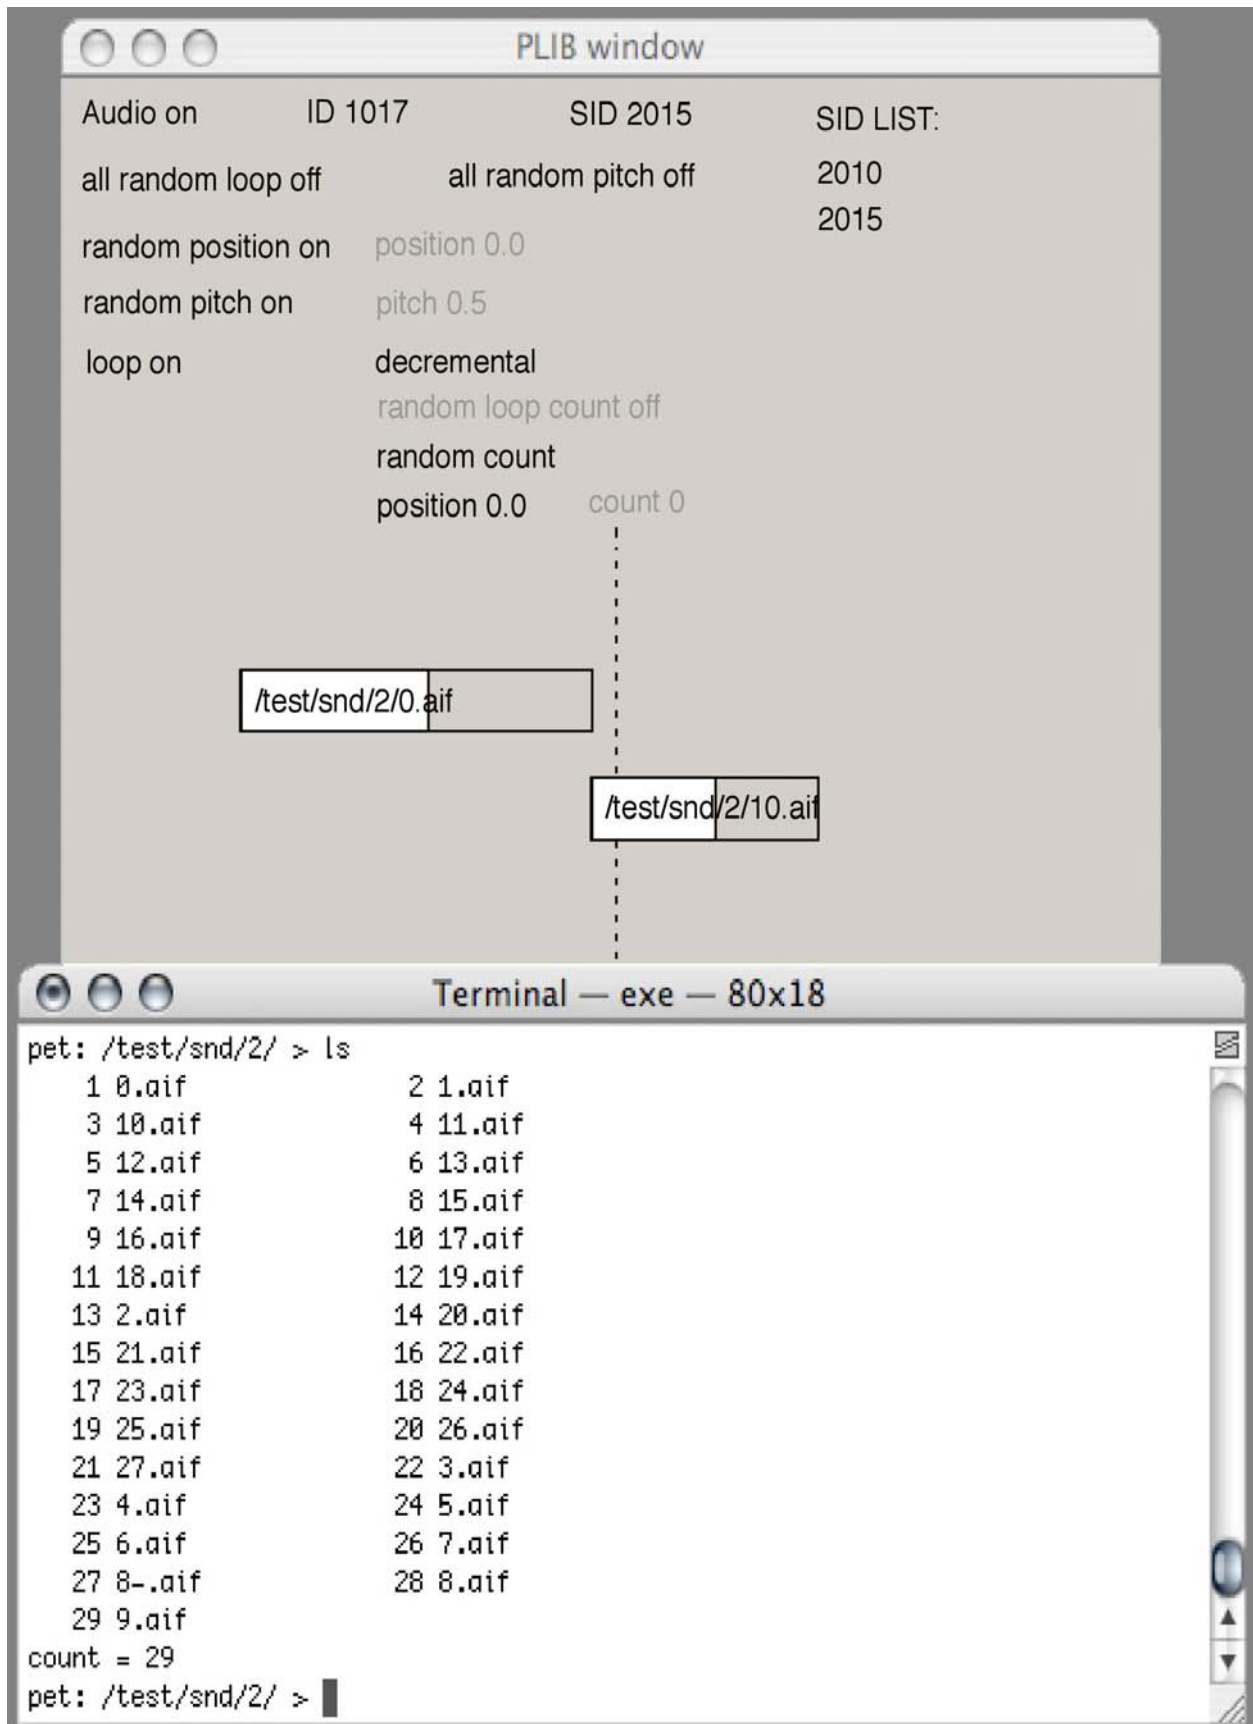 PLIB window
Audio on ID 1017 SID 2015 SID LIST:
all random loop off all random pitch off 2010
2015
random position on position 0.0
random pitch on pitch 0.5
loop on decremental
random loop count off
random count
position 0.0 count 0
/test/snd/2/0.aif
/test/snd/2/10.aif
Terminal — exe — 80x18
pet: /test/snd/2/ > ls
1 0.aif 2 1.aif
3 10.aif 4 11.aif
5 12.aif 6 13.aif
7 14.aif 8 15.aif
9 16.aif 10 17.aif
11 18.aif 12 19.aif
13 2.aif 14 20.aif
15 21.aif 16 22.aif
17 23.aif 18 24.aif
19 25.aif 20 26.aif
21 27.aif 22 3.aif
23 4.aif 24 5.aif
25 6.aif 26 7.aif
27 8-.aif 28 8.aif
29 9.aif
count = 29
pet: /test/snd/2/ >